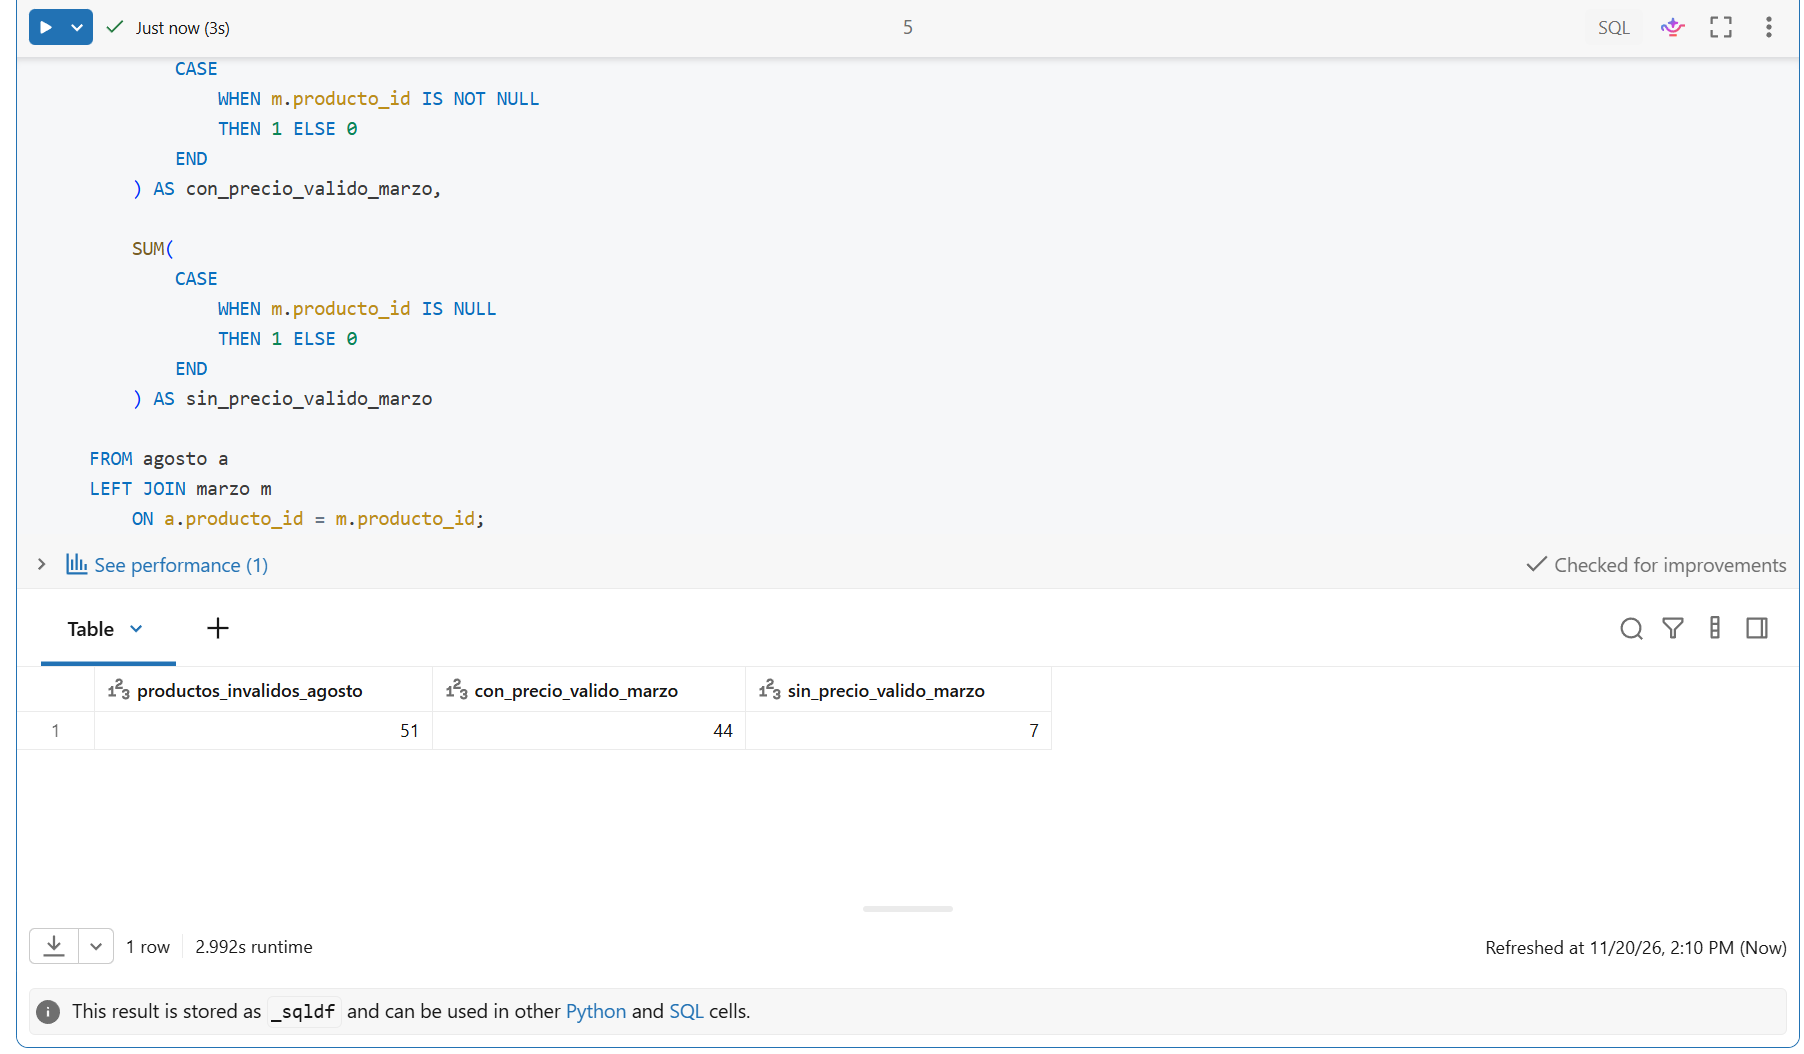 Just now (3s)
5
SQL
CASE
WHEN m.producto_id IS NOT NULL
THEN 1 ELSE 0
END
) AS con_precio_valido_marzo,
SUM(
CASE
WHEN m.producto_id IS NULL
THEN 1 ELSE 0
END
) AS sin_precio_valido_marzo
FROM agosto a
LEFT JOIN marzo m
ON a.producto_id = m.producto_id;
See performance (1)
Checked for improvements
Table
productos_invalidos_agosto con_precio_valido_marzo sin_precio_valido_marzo
1 51 44 7
1 row 2.992s runtime
Refreshed at 11/20/26, 2:10 PM (Now)
This result is stored as _sqldf and can be used in other Python and SQL cells.